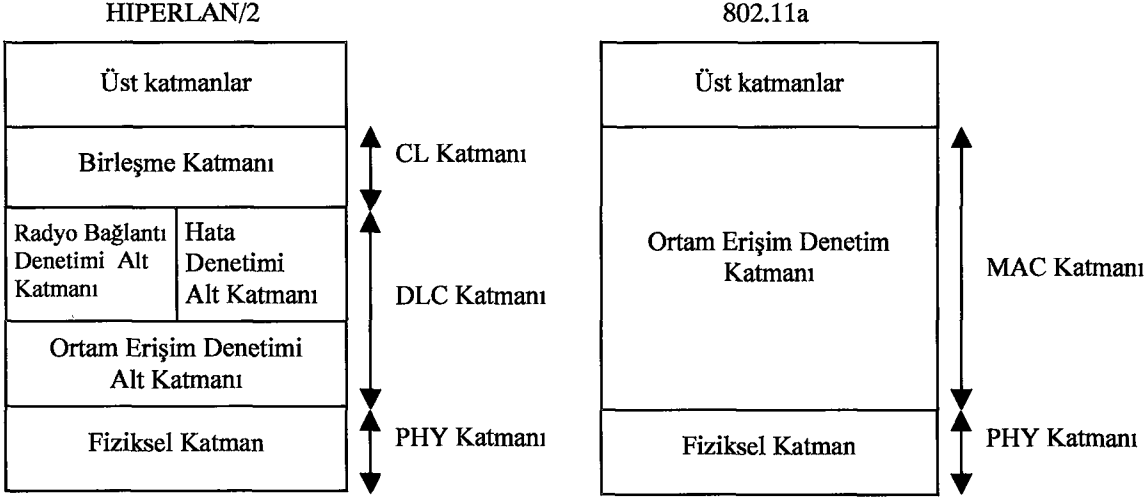 HIPERLAN/2
Üst katmanlar
Birleşme Katmanı
CL Katmanı
Radyo Bağlantı
Denetimi Alt
Katmanı
Hata
Denetimi
Alt Katmanı
DLC Katmanı
Ortam Erişim Denetimi
Alt Katmanı
Fiziksel Katman
PHY Katmanı
802.11a
Üst katmanlar
Ortam Erişim Denetim
Katmanı
MAC Katmanı
Fiziksel Katman
PHY Katmanı